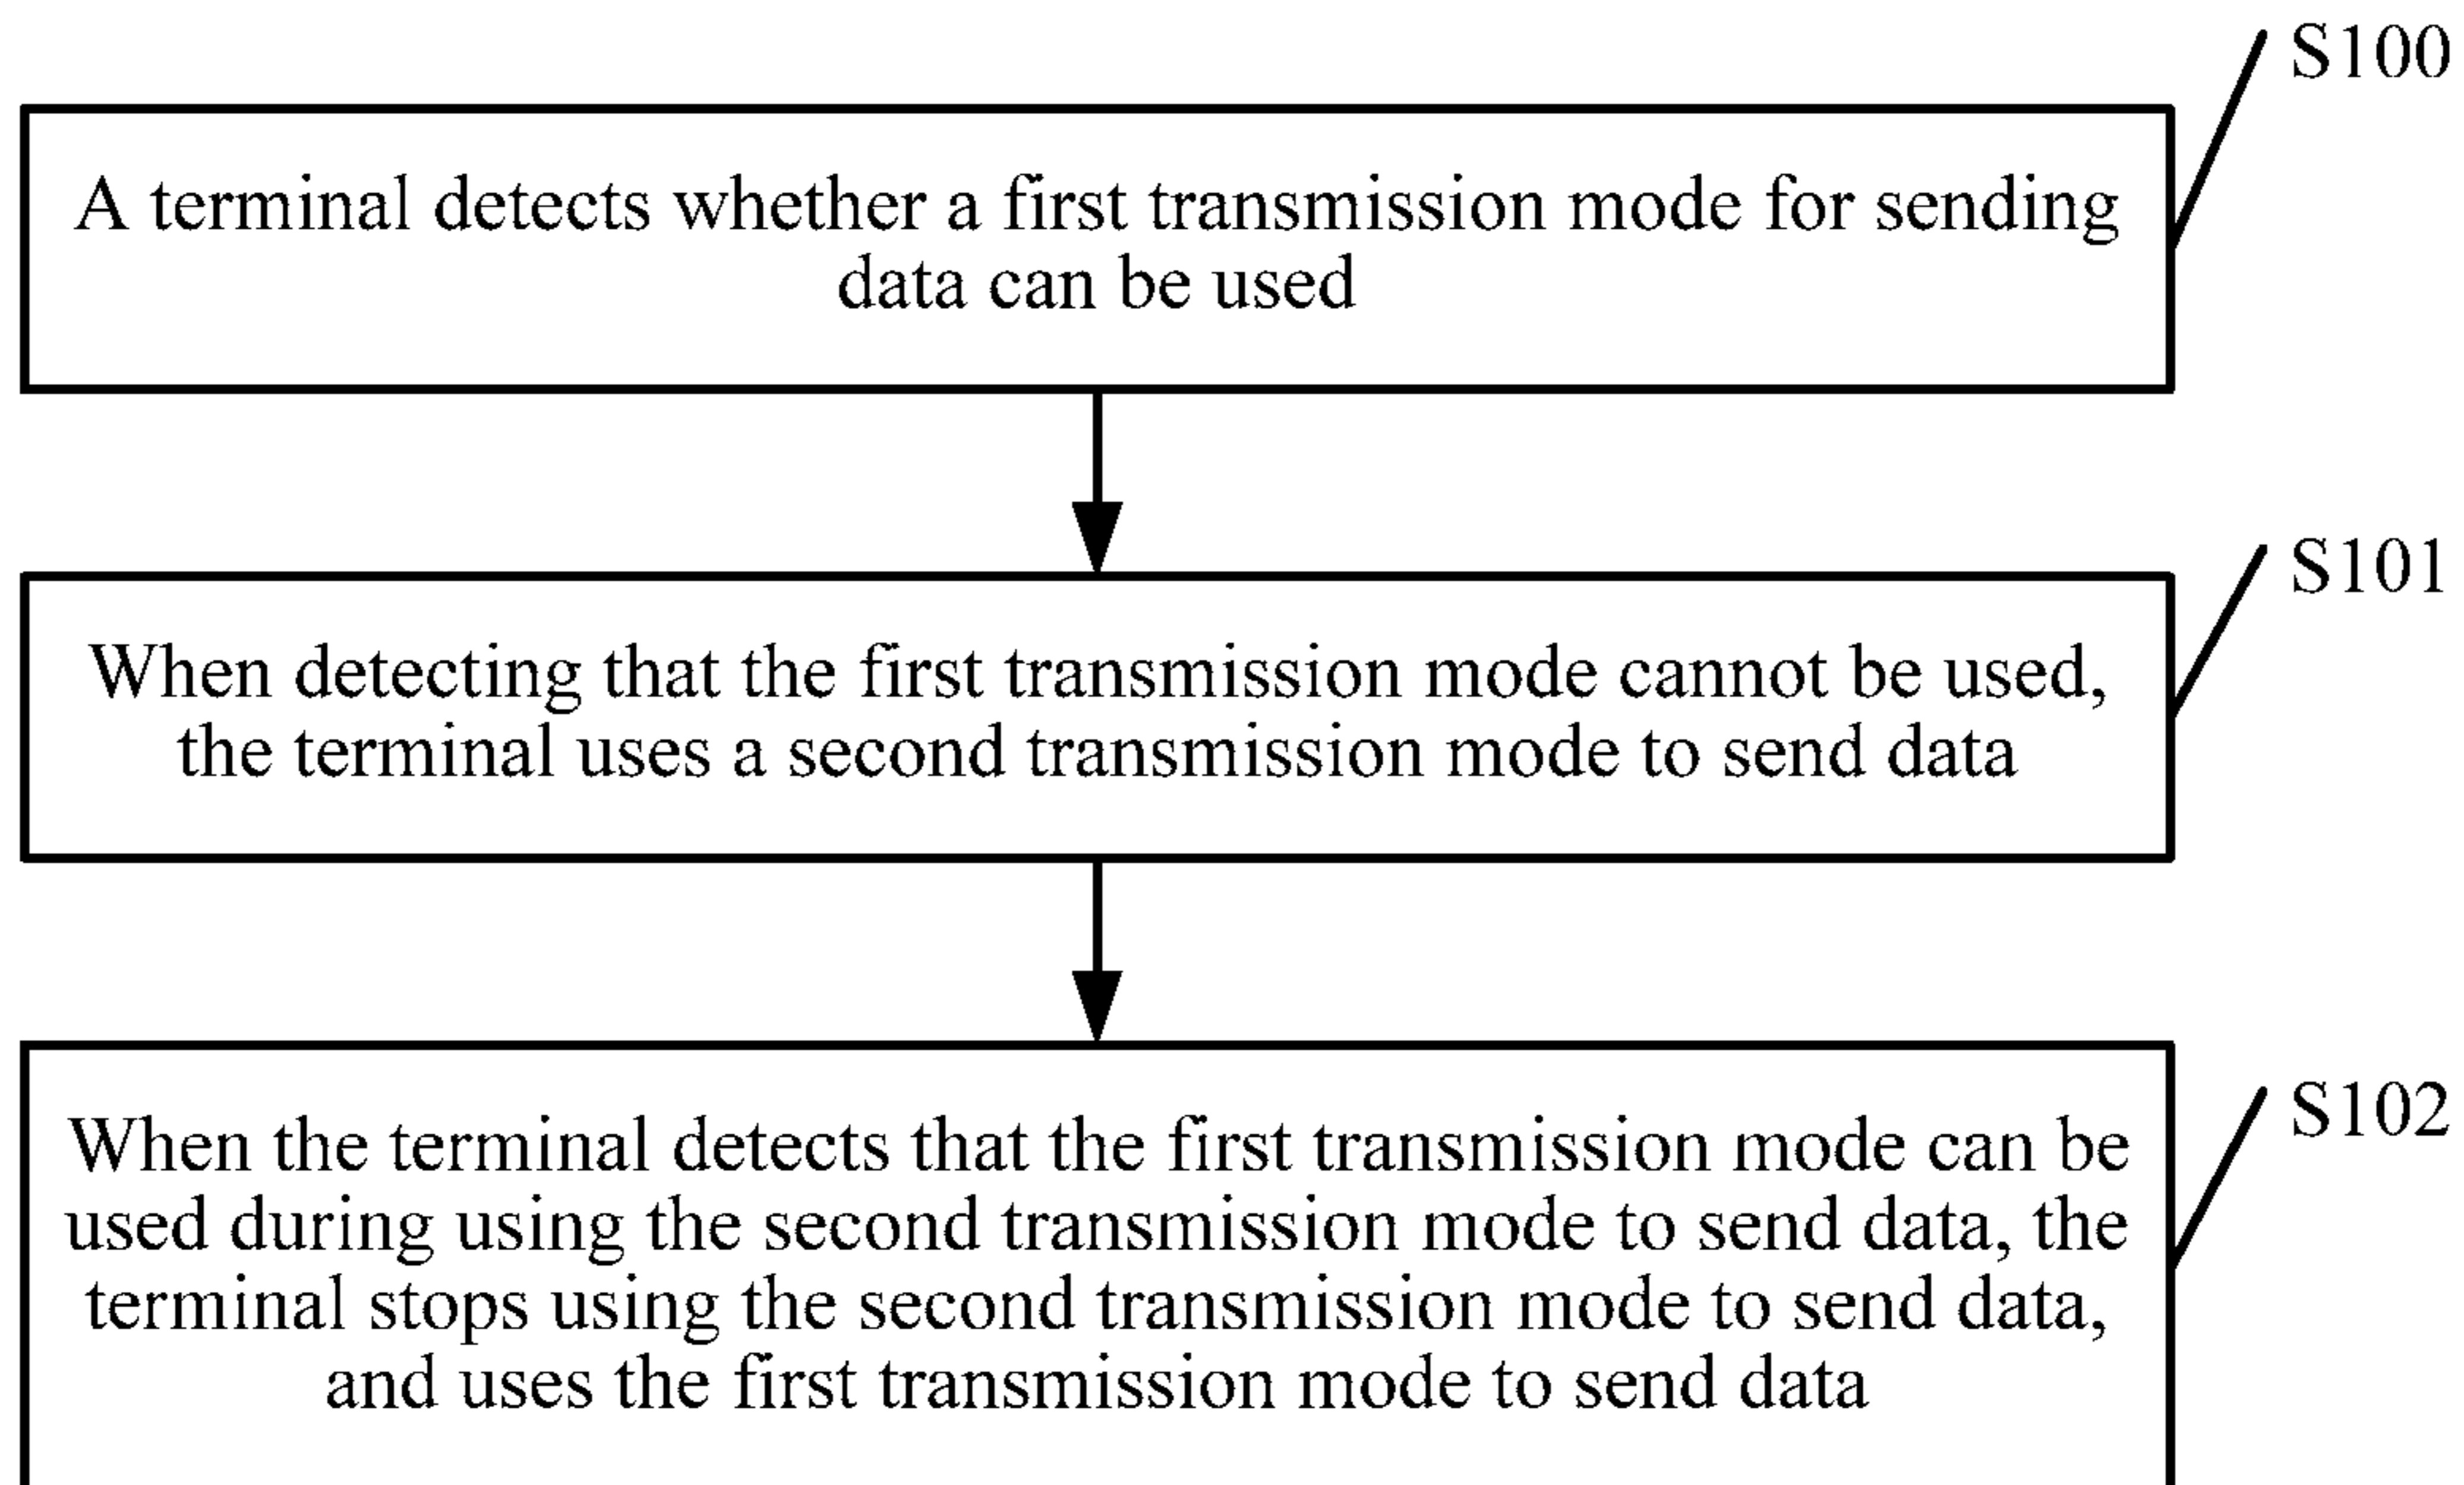 S100
A terminal detects whether a first transmission mode for sending
data can be used
S101
When detecting that the first transmission mode cannot be used,
the terminal uses a second transmission mode to send data
S102
When the terminal detects that the first transmission mode can be
used during using the second transmission mode to send data, the
terminal stops using the second transmission mode to send data,
and uses the first transmission mode to send data